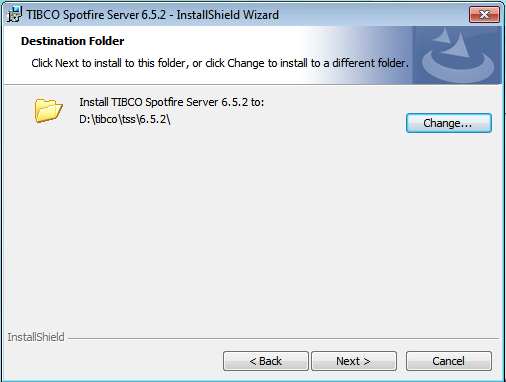 TIBCO Spotfire Server 6.5.2 - InstallShield Wizard
Destination Folder
Click Next to install to this folder, or click Change to install to a different folder.
Install TIBCO Spotfire Server 6.5.2 to:
D:\tibco\tss\6.5.2\
Change...
InstallShield
< Back Next > Cancel